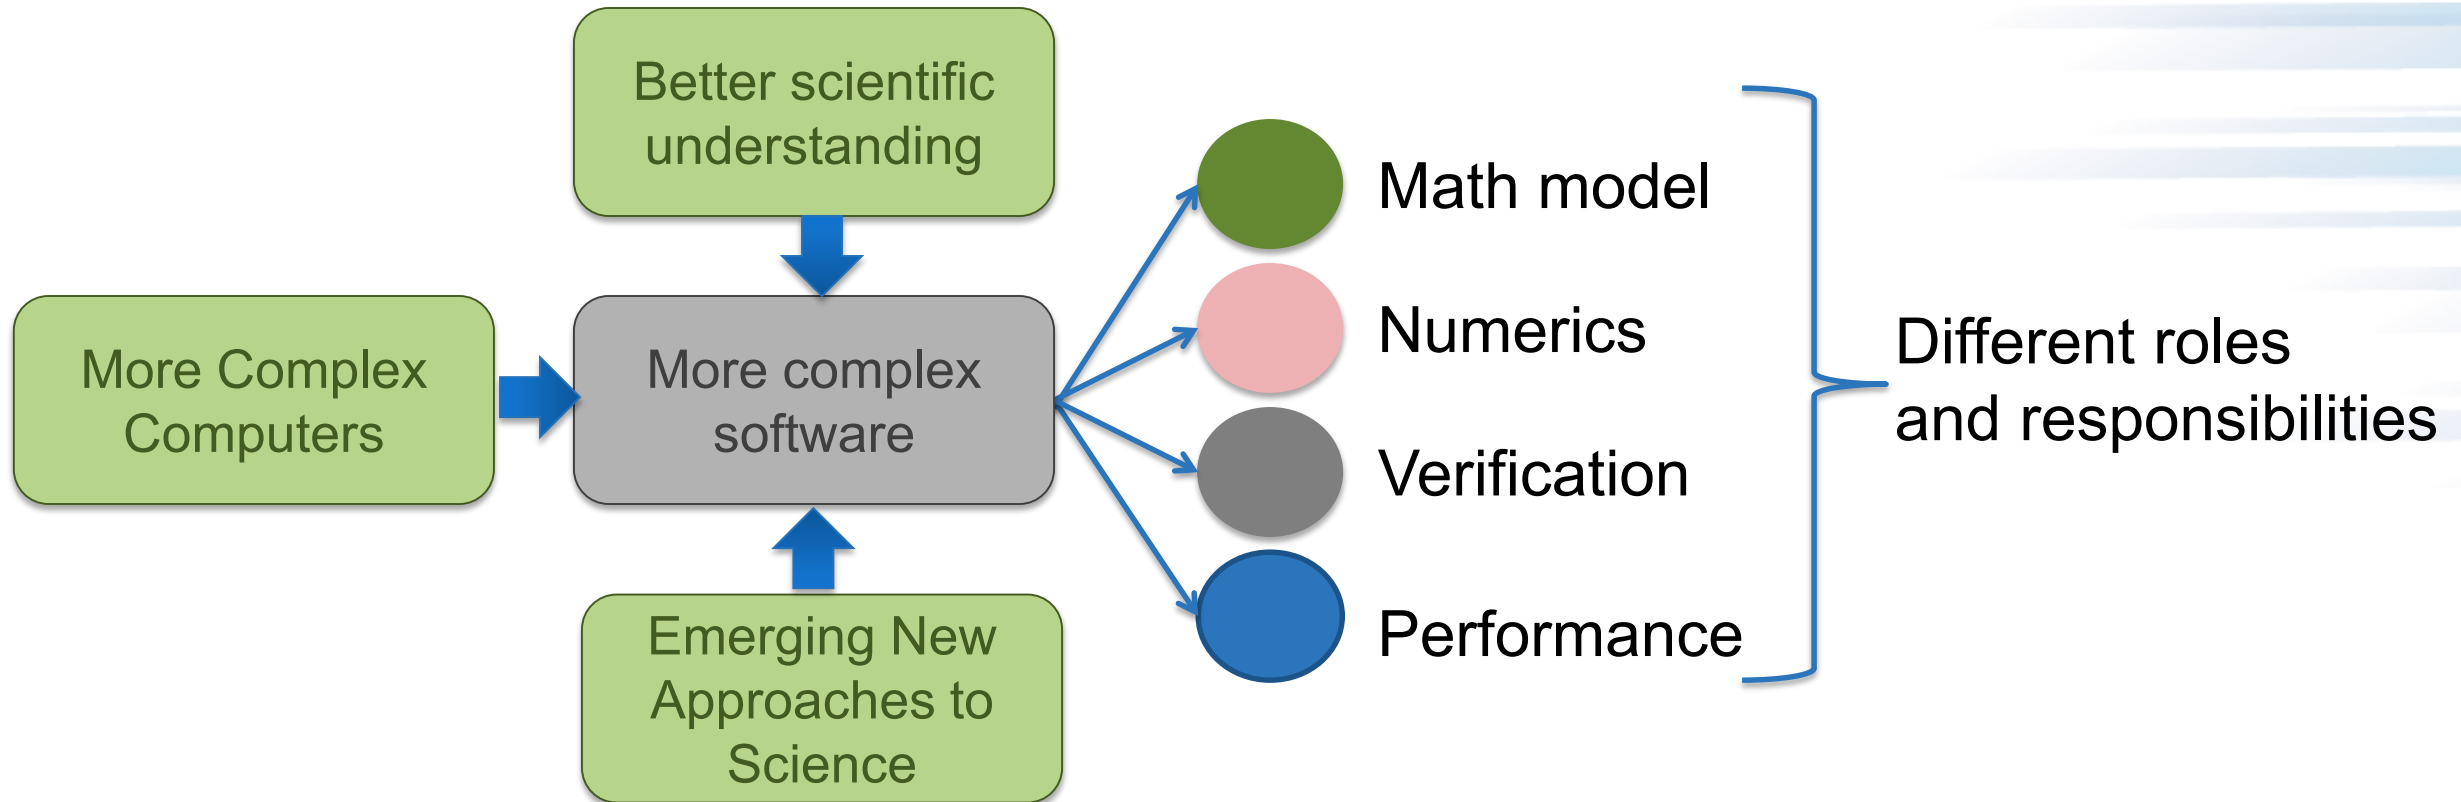 Better scientific
understanding
More Complex
Computers
More complex
software
Emerging New
Approaches to
Science
Math model
Numerics
Verification
Performance
Different roles
and responsibilities